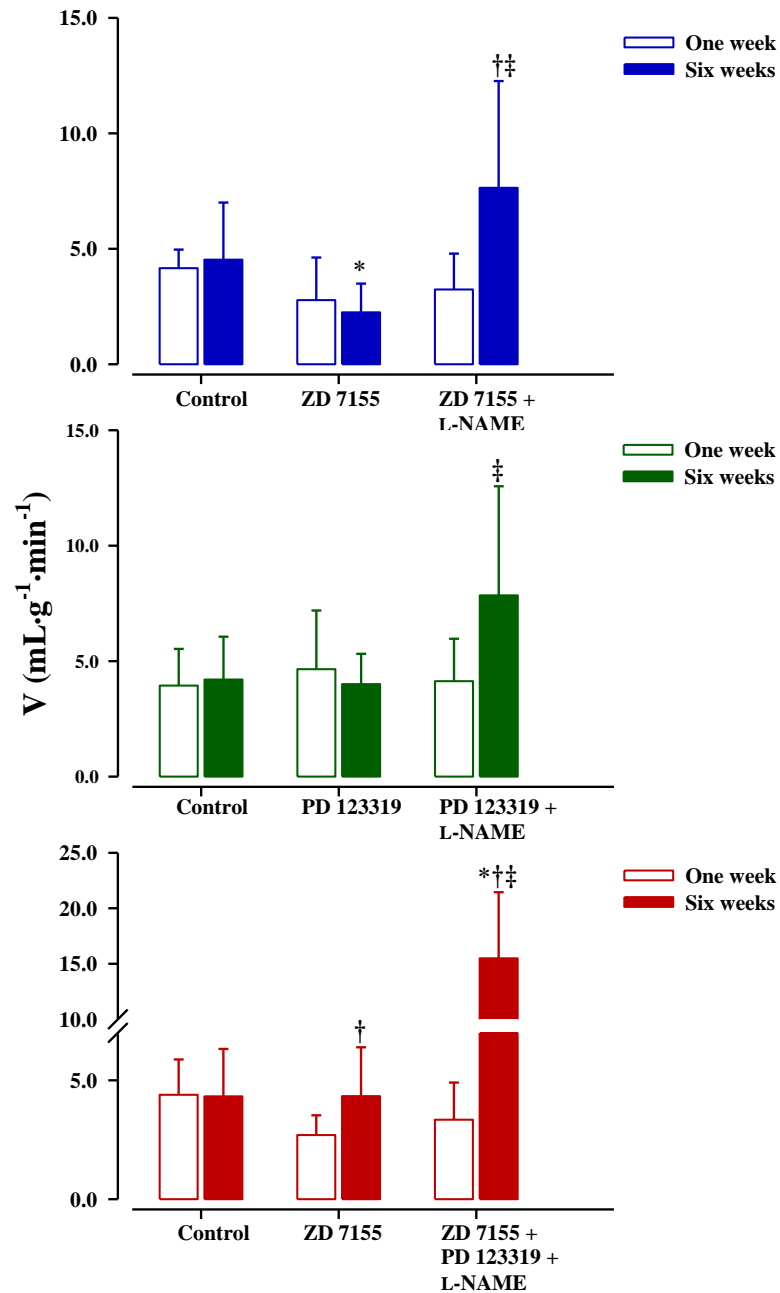 15.0
10.0
5.0
0.0
†‡
*
One week
Six weeks
Control
ZD 7155
ZD 7155 +
L-NAME
V (mL·g⁻¹·min⁻¹)
15.0
10.0
5.0
0.0
‡
One week
Six weeks
Control
PD 123319
PD 123319 +
L-NAME
25.0
20.0
15.0
10.0
5.0
0.0
*†‡
†
One week
Six weeks
Control
ZD 7155
ZD 7155 +
PD 123319 +
L-NAME